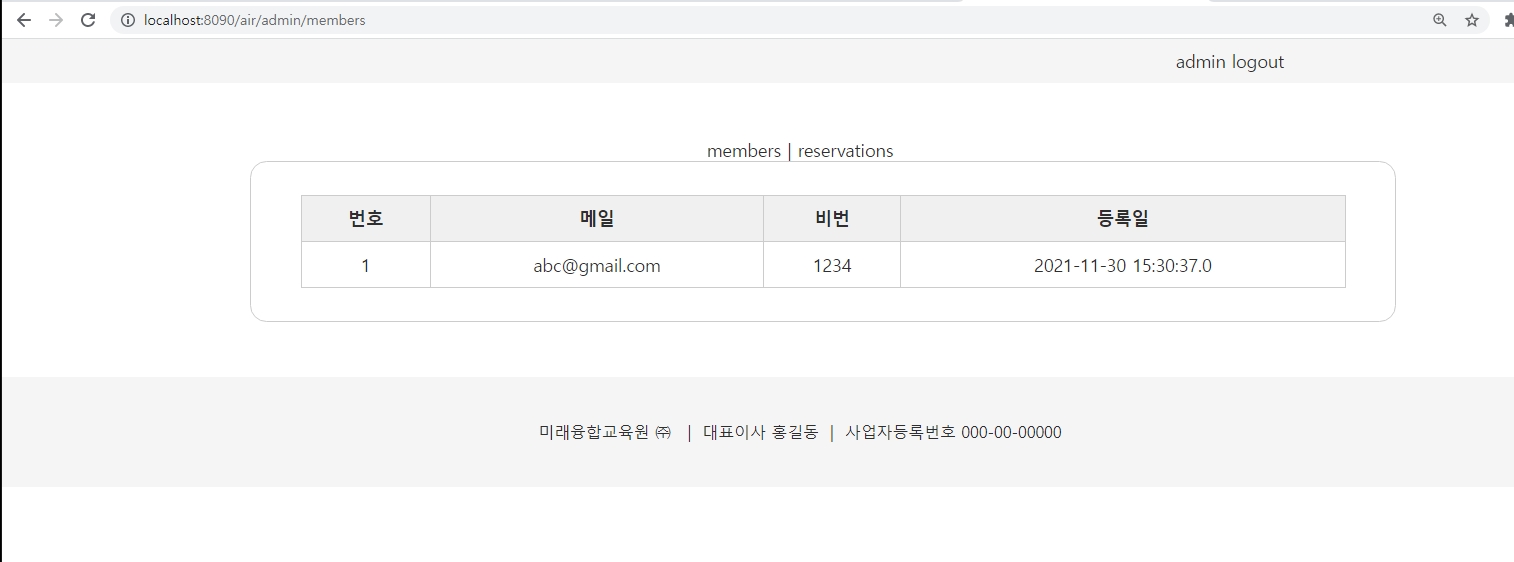 localhost:8090/air/admin/members
admin logout
members | reservations
번호 메일 비번 등록일
1 abc@gmail.com 1234 2021-11-30 15:30:37.0
미래융합교육원 ㈜ | 대표이사 홍길동 | 사업자등록번호 000-00-00000